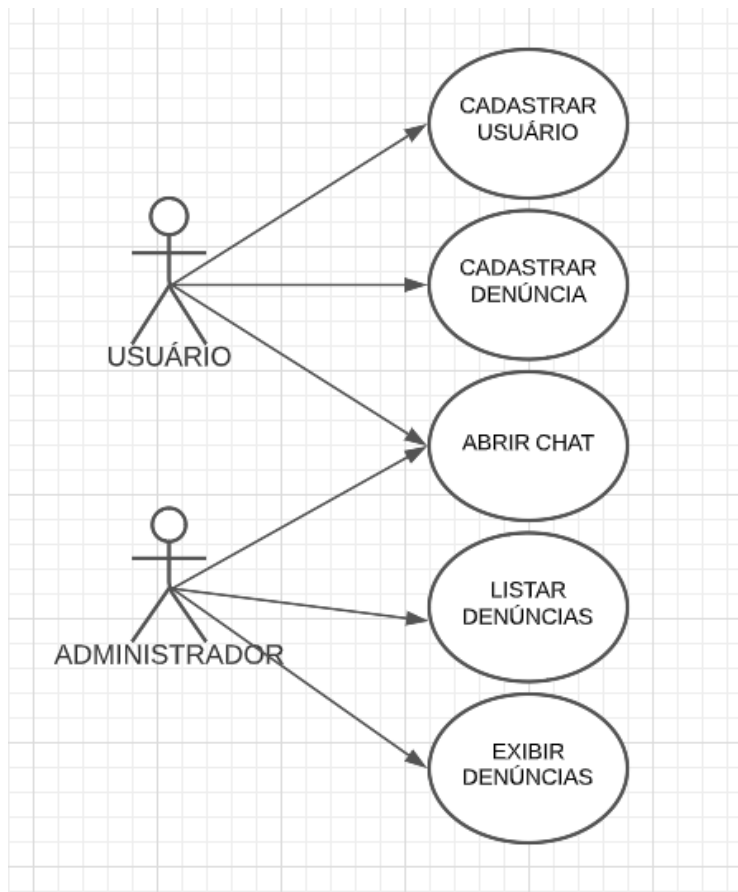 CADASTRAR
USUÁRIO
CADASTRAR
DENÚNCIA
USUÁRIO
ABRIR CHAT
LISTAR
DENÚNCIAS
ADMINISTRADOR
EXIBIR
DENÚNCIAS